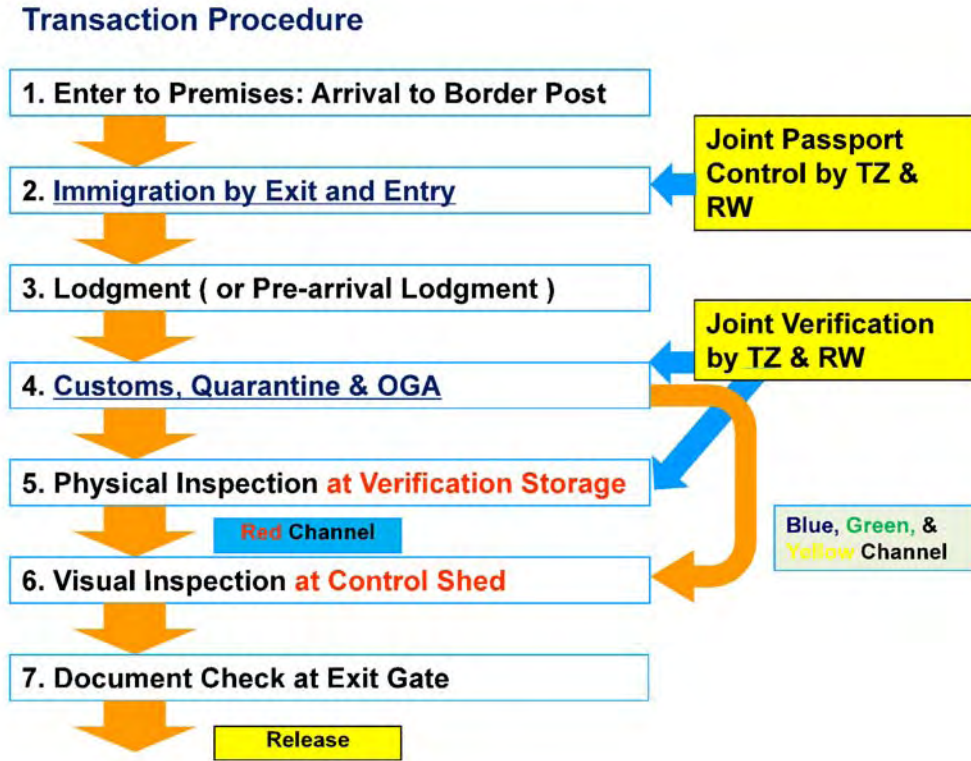 Transaction Procedure
1. Enter to Premises: Arrival to Border Post
Joint Passport
Control by TZ &
RW
2. Immigration by Exit and Entry
3. Lodgment ( or Pre-arrival Lodgment )
Joint Verification
by TZ & RW
4. Customs, Quarantine & OGA
5. Physical Inspection at Verification Storage
Red Channel
Blue, Green, &
Yellow Channel
6. Visual Inspection at Control Shed
7. Document Check at Exit Gate
Release